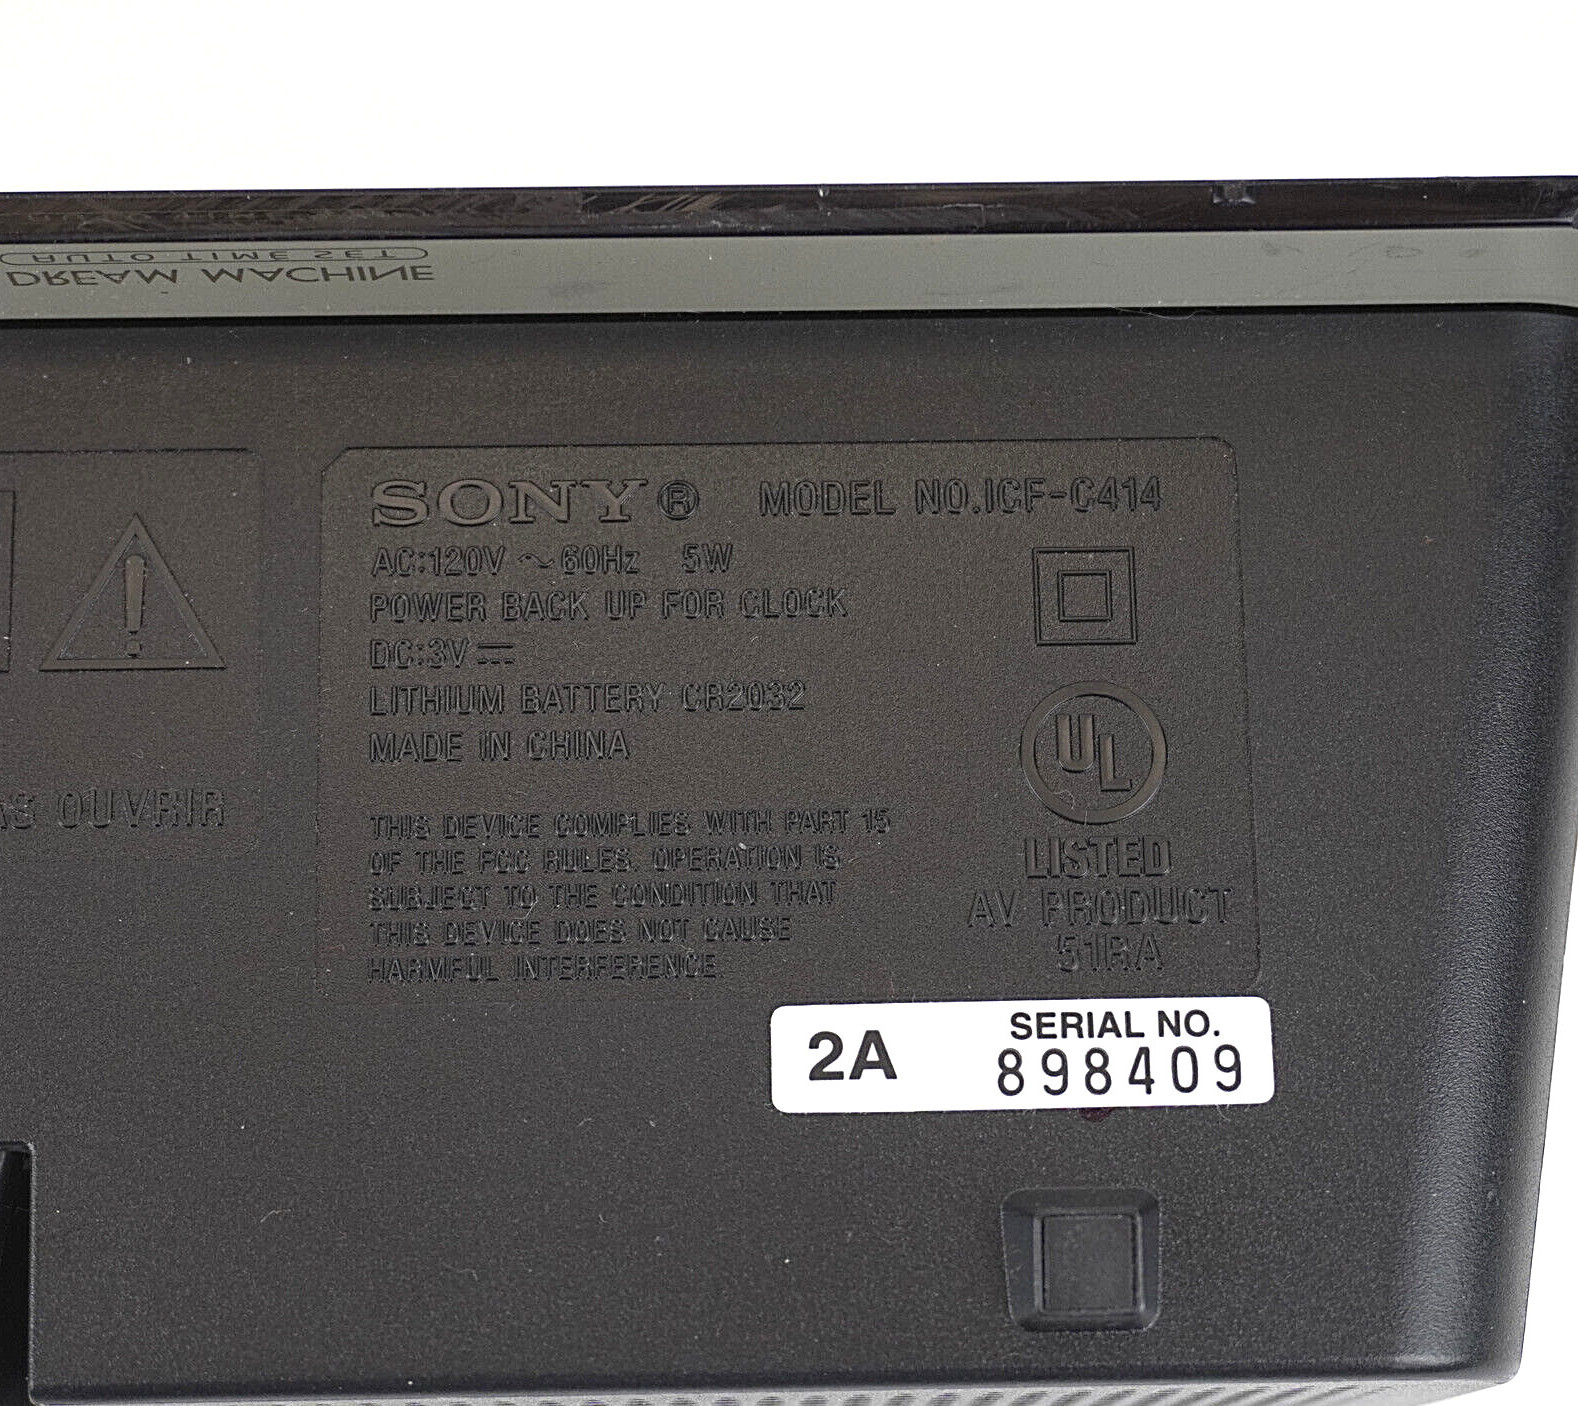 AUTO TIME SET
DREAM MACHINE
SONY® MODEL NO.ICF-C414
AC:120V ~ 60Hz 5W
POWER BACK UP FOR CLOCK
DC:3V ⎓
LITHIUM BATTERY CR2032
MADE IN CHINA
OUVRIR
THIS DEVICE COMPLIES WITH PART 15
OF THE FCC RULES. OPERATION IS
SUBJECT TO THE CONDITION THAT
THIS DEVICE DOES NOT CAUSE
HARMFUL INTERFERENCE
UL
LISTED
AV PRODUCT
51RA
2A SERIAL NO.
898409